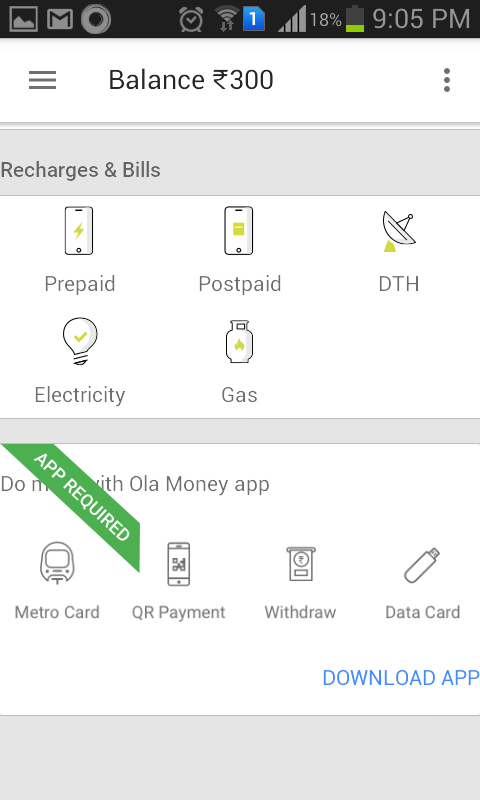 1 18% 9:05 PM
Balance ₹300
Recharges & Bills
Prepaid Postpaid DTH
Electricity Gas
APP REQUIRED
Do with Ola Money app
Metro Card QR Payment Withdraw Data Card
DOWNLOAD APP